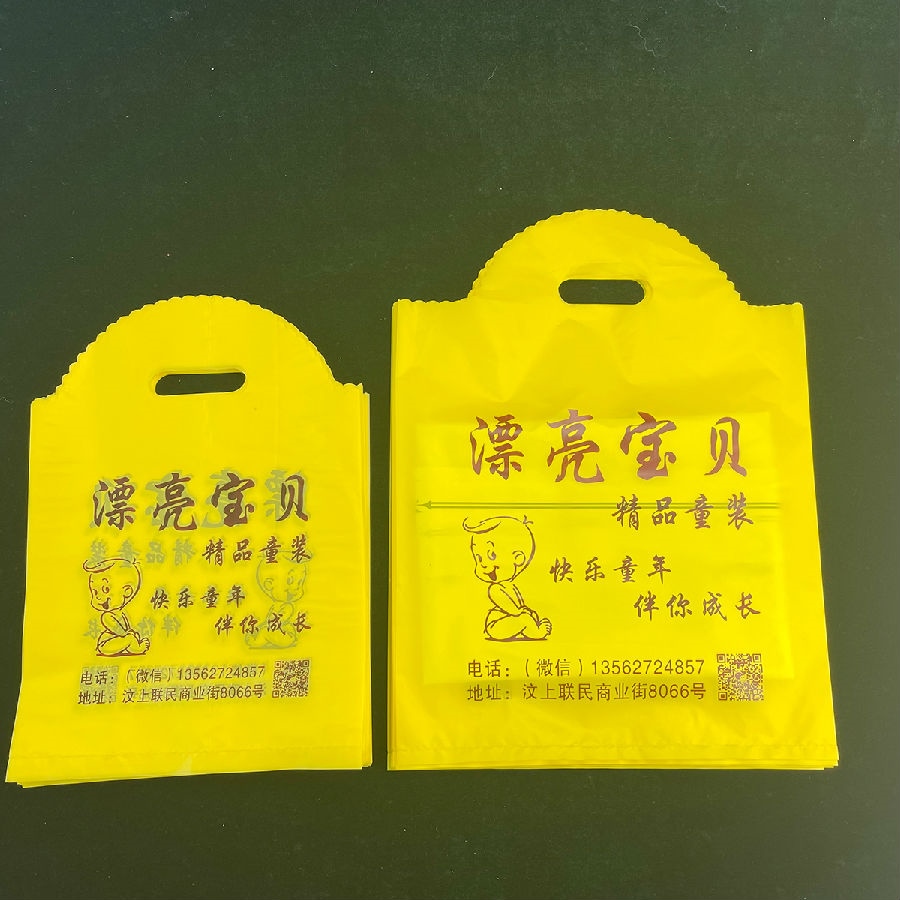 漂亮宝贝
精品童装
快乐童年
伴你成长
电话:(微信)13562724857
地址:汶上联民商业街8066号
漂亮宝贝
精品童装
快乐童年
伴你成长
电话:(微信)13562724857
地址:汶上联民商业街8066号